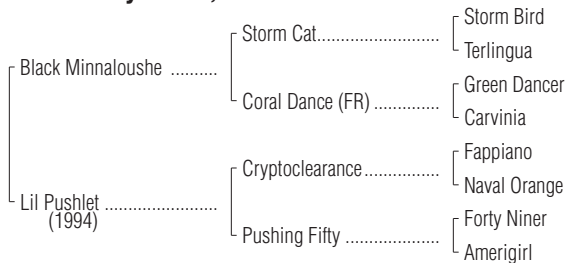 Storm Bird
Storm Cat..........................
Terlingua
Black Minnaloushe ..........
Green Dancer
Coral Dance (FR) ..............
Carvinia
Fappiano
Cryptoclearance................
Naval Orange
Lil Pushlet ........................
(1994)
Forty Niner
Pushing Fifty ....................
Amerigirl